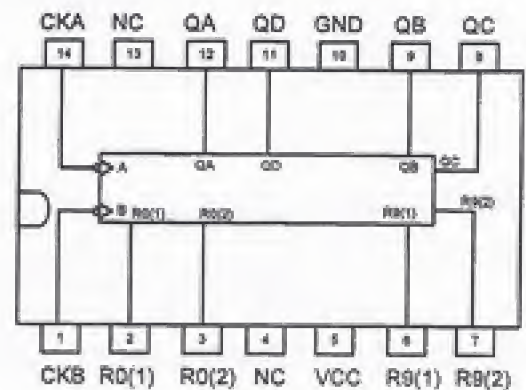 CKA NC QA QD GND QB QC
14 13 12 11 10 9 8
A QA QD QB QC
B R0(1) R0(2) R9(1) R9(2)
1 2 3 4 5 6 7
CKB R0(1) R0(2) NC VCC R9(1) R9(2)